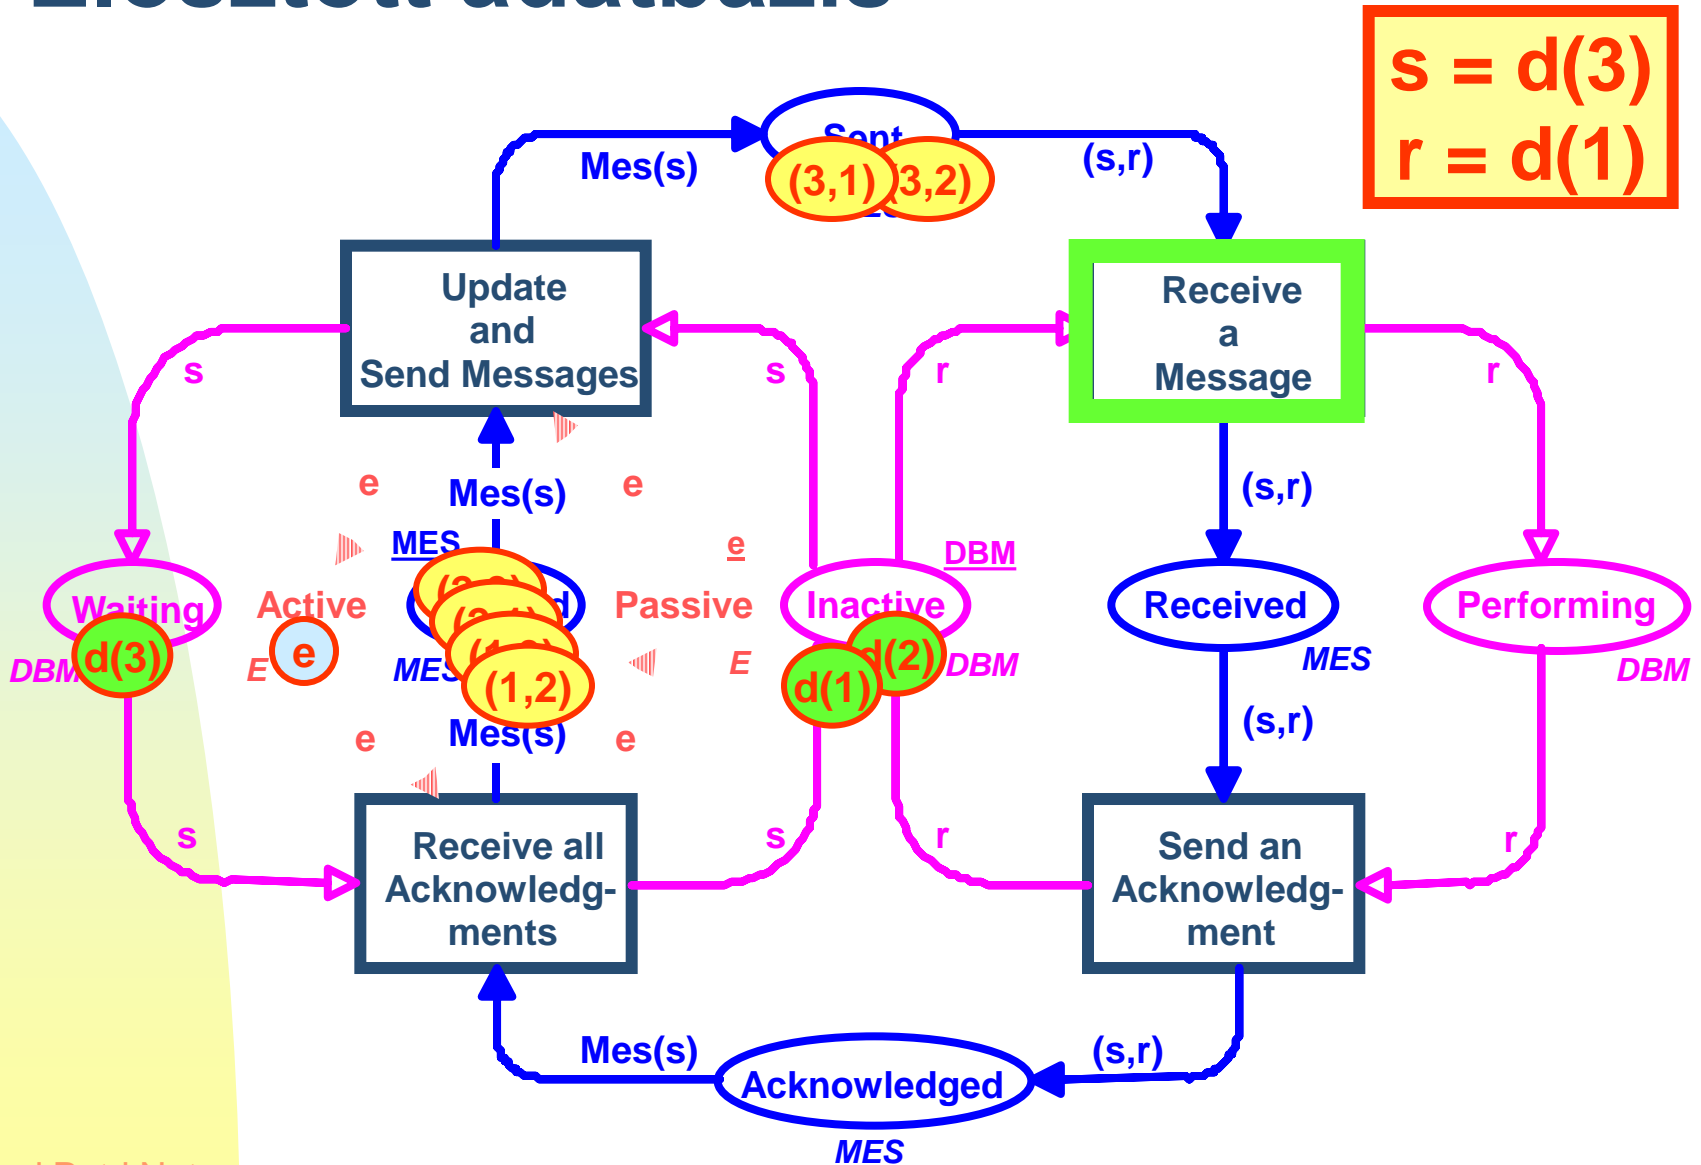 s = d(3)
r = d(1)
Mes(s)
Sent
(s,r)
(3,1)
3,2)
Update
and
Send Messages
Receive
a
Message
s
s
r
r
e
Mes(s)
e
(s,r)
MES
e
DBM
Waiting
Active
Passive
Inactive
Received
Performing
d(3)
DBM
E
e
MES
(1,2)
E
d(1)
d(2)
DBM
MES
DBM
e
Mes(s)
e
(s,r)
s
s
r
r
Receive all
Acknowledg-
ments
Send an
Acknowledg-
ment
Mes(s)
(s,r)
Acknowledged
MES